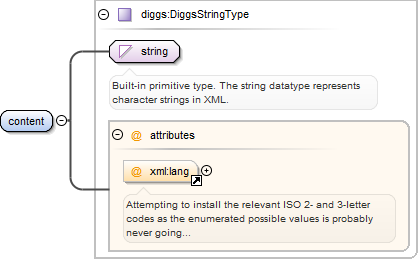 diggs:DiggsStringType
string
Built-in primitive type. The string datatype represents
character strings in XML.
content
@ attributes
@ xml:lang
Attempting to install the relevant ISO 2- and 3-letter
codes as the enumerated possible values is probably
never going...